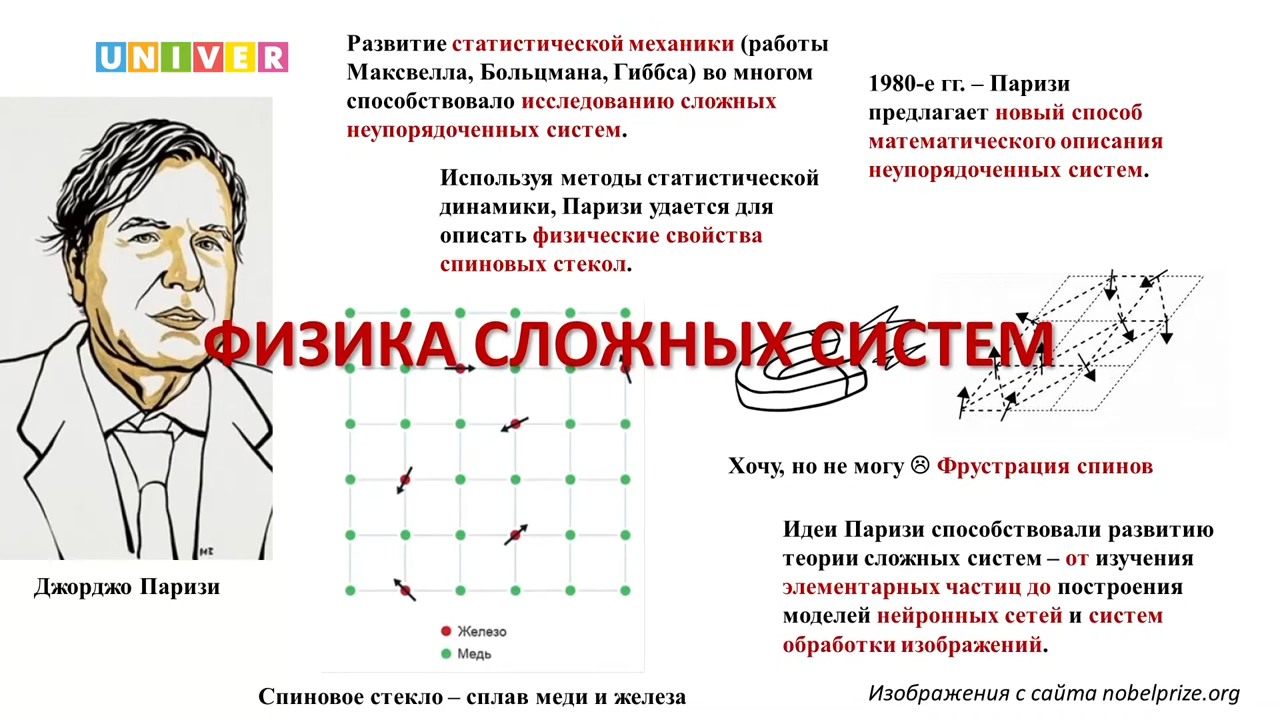 UNIVER
Развитие статистической механики (работы
Максвелла, Больцмана, Гиббса) во многом
способствовало исследованию сложных
неупорядоченных систем.
1980-е гг. – Паризи
предлагает новый способ
математического описания
неупорядоченных систем.
Используя методы статистической
динамики, Паризи удается для
описать физические свойства
спиновых стекол.
ФИЗИКА СЛОЖНЫХ СИСТЕМ
Хочу, но не могу ☹ Фрустрация спинов
Идеи Паризи способствовали развитию
теории сложных систем – от изучения
элементарных частиц до построения
моделей нейронных сетей и систем
обработки изображений.
Джорджо Паризи
Железо
Медь
Спиновое стекло – сплав меди и железа
Изображения с сайта nobelprize.org